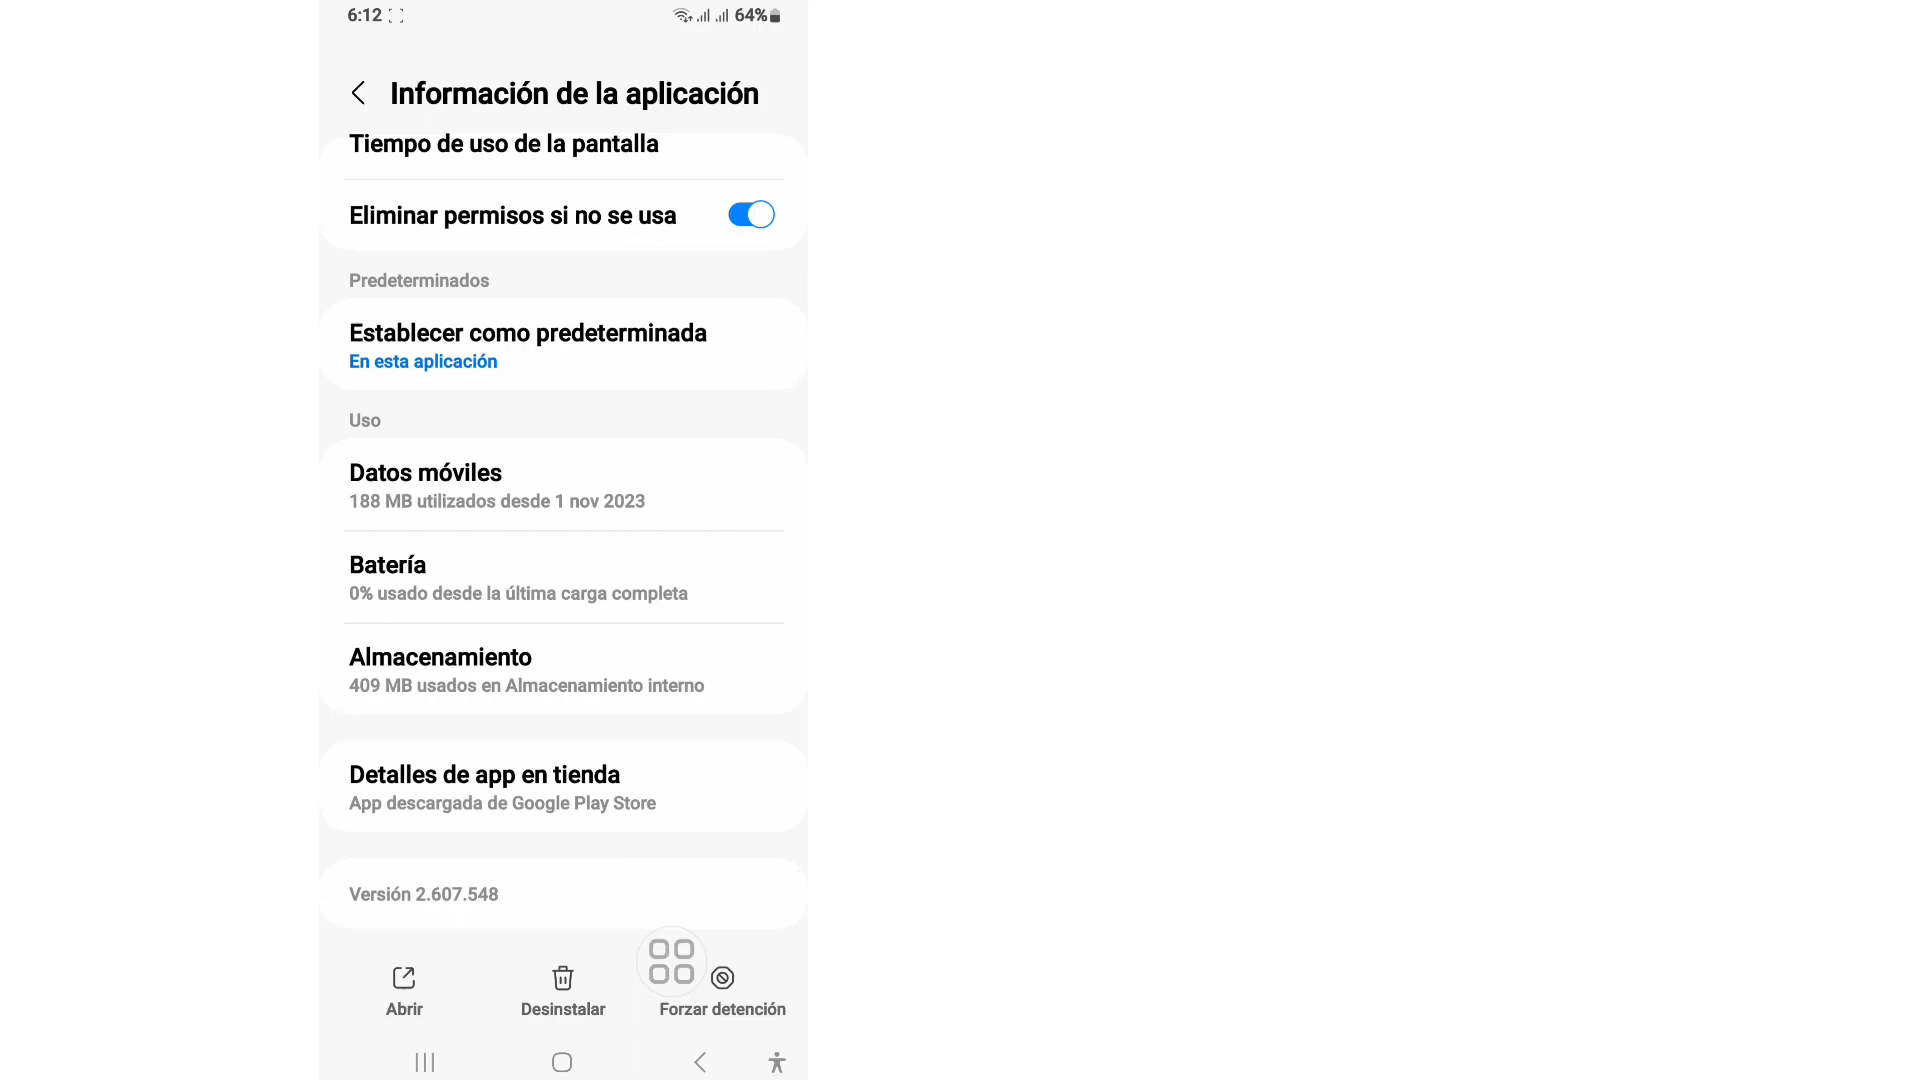 6:12
64%
Información de la aplicación
Tiempo de uso de la pantalla
Eliminar permisos si no se usa
Predeterminados
Establecer como predeterminada
En esta aplicación
Uso
Datos móviles
188 MB utilizados desde 1 nov 2023
Batería
0% usado desde la última carga completa
Almacenamiento
409 MB usados en Almacenamiento interno
Detalles de app en tienda
App descargada de Google Play Store
Versión 2.607.548
Abrir
Desinstalar
Forzar detención